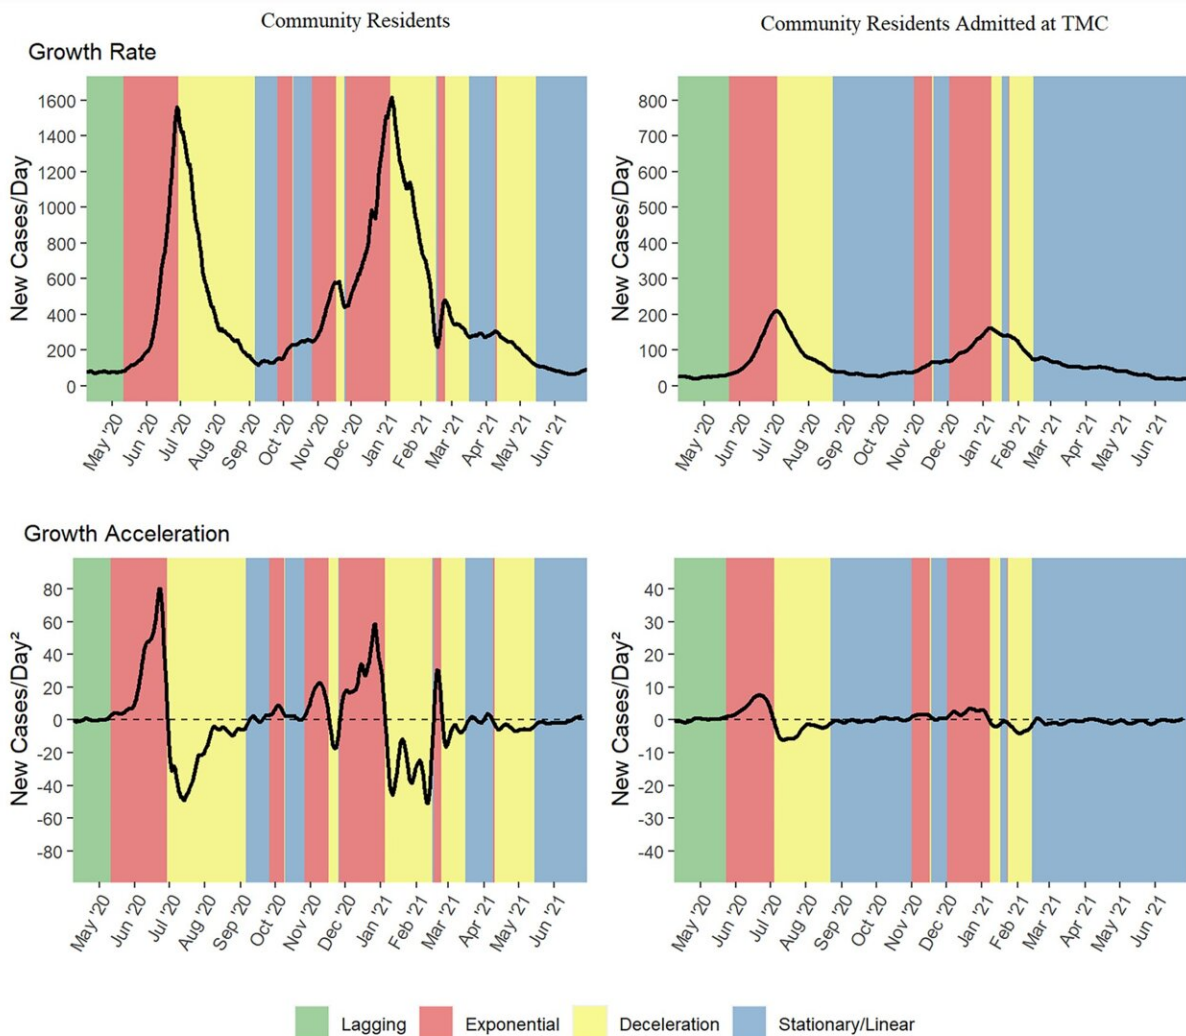 Community Residents
Community Residents Admitted at TMC
Growth Rate
New Cases/Day
1600
1400
1200
1000
800
600
400
200
0
May '20
Jun '20
Jul '20
Aug '20
Sep '20
Oct '20
Nov '20
Dec '20
Jan '21
Feb '21
Mar '21
Apr '21
May '21
Jun '21
New Cases/Day
800
700
600
500
400
300
200
100
0
May '20
Jun '20
Jul '20
Aug '20
Sep '20
Oct '20
Nov '20
Dec '20
Jan '21
Feb '21
Mar '21
Apr '21
May '21
Jun '21
Growth Acceleration
New Cases/Day²
80
60
40
20
0
-20
-40
-60
-80
May '20
Jun '20
Jul '20
Aug '20
Sep '20
Oct '20
Nov '20
Dec '20
Jan '21
Feb '21
Mar '21
Apr '21
May '21
Jun '21
New Cases/Day²
40
30
20
10
0
-10
-20
-30
-40
May '20
Jun '20
Jul '20
Aug '20
Sep '20
Oct '20
Nov '20
Dec '20
Jan '21
Feb '21
Mar '21
Apr '21
May '21
Jun '21
Lagging
Exponential
Deceleration
Stationary/Linear